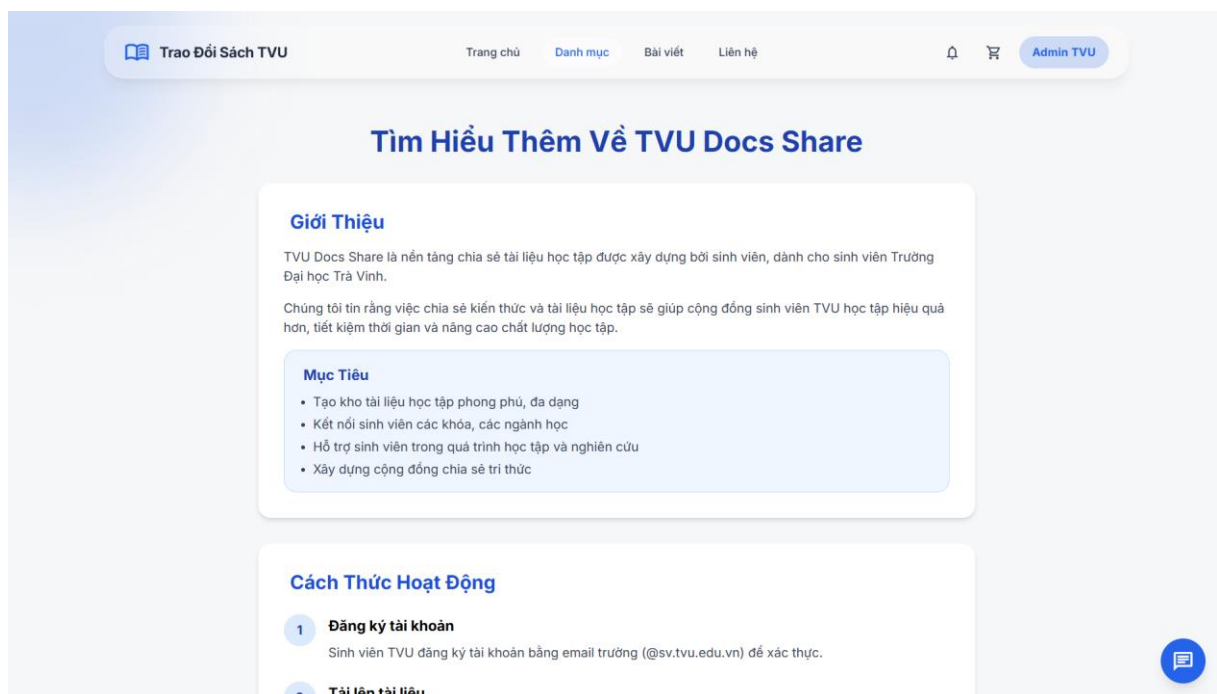 Trao Đổi Sách TVU
Trang chủ
Danh mục
Bài viết
Liên hệ
Admin TVU
Tìm Hiểu Thêm Về TVU Docs Share
Giới Thiệu
TVU Docs Share là nền tảng chia sẻ tài liệu học tập được xây dựng bởi sinh viên, dành cho sinh viên Trường
Đại học Trà Vinh.
Chúng tôi tin rằng việc chia sẻ kiến thức và tài liệu học tập sẽ giúp cộng đồng sinh viên TVU học tập hiệu quả
hơn, tiết kiệm thời gian và nâng cao chất lượng học tập.
Mục Tiêu
• Tạo kho tài liệu học tập phong phú, đa dạng
• Kết nối sinh viên các khóa, các ngành học
• Hỗ trợ sinh viên trong quá trình học tập và nghiên cứu
• Xây dựng cộng đồng chia sẻ tri thức
Cách Thức Hoạt Động
1
Đăng ký tài khoản
Sinh viên TVU đăng ký tài khoản bằng email trường (@sv.tvu.edu.vn) để xác thực.
Tải lên tài liệu